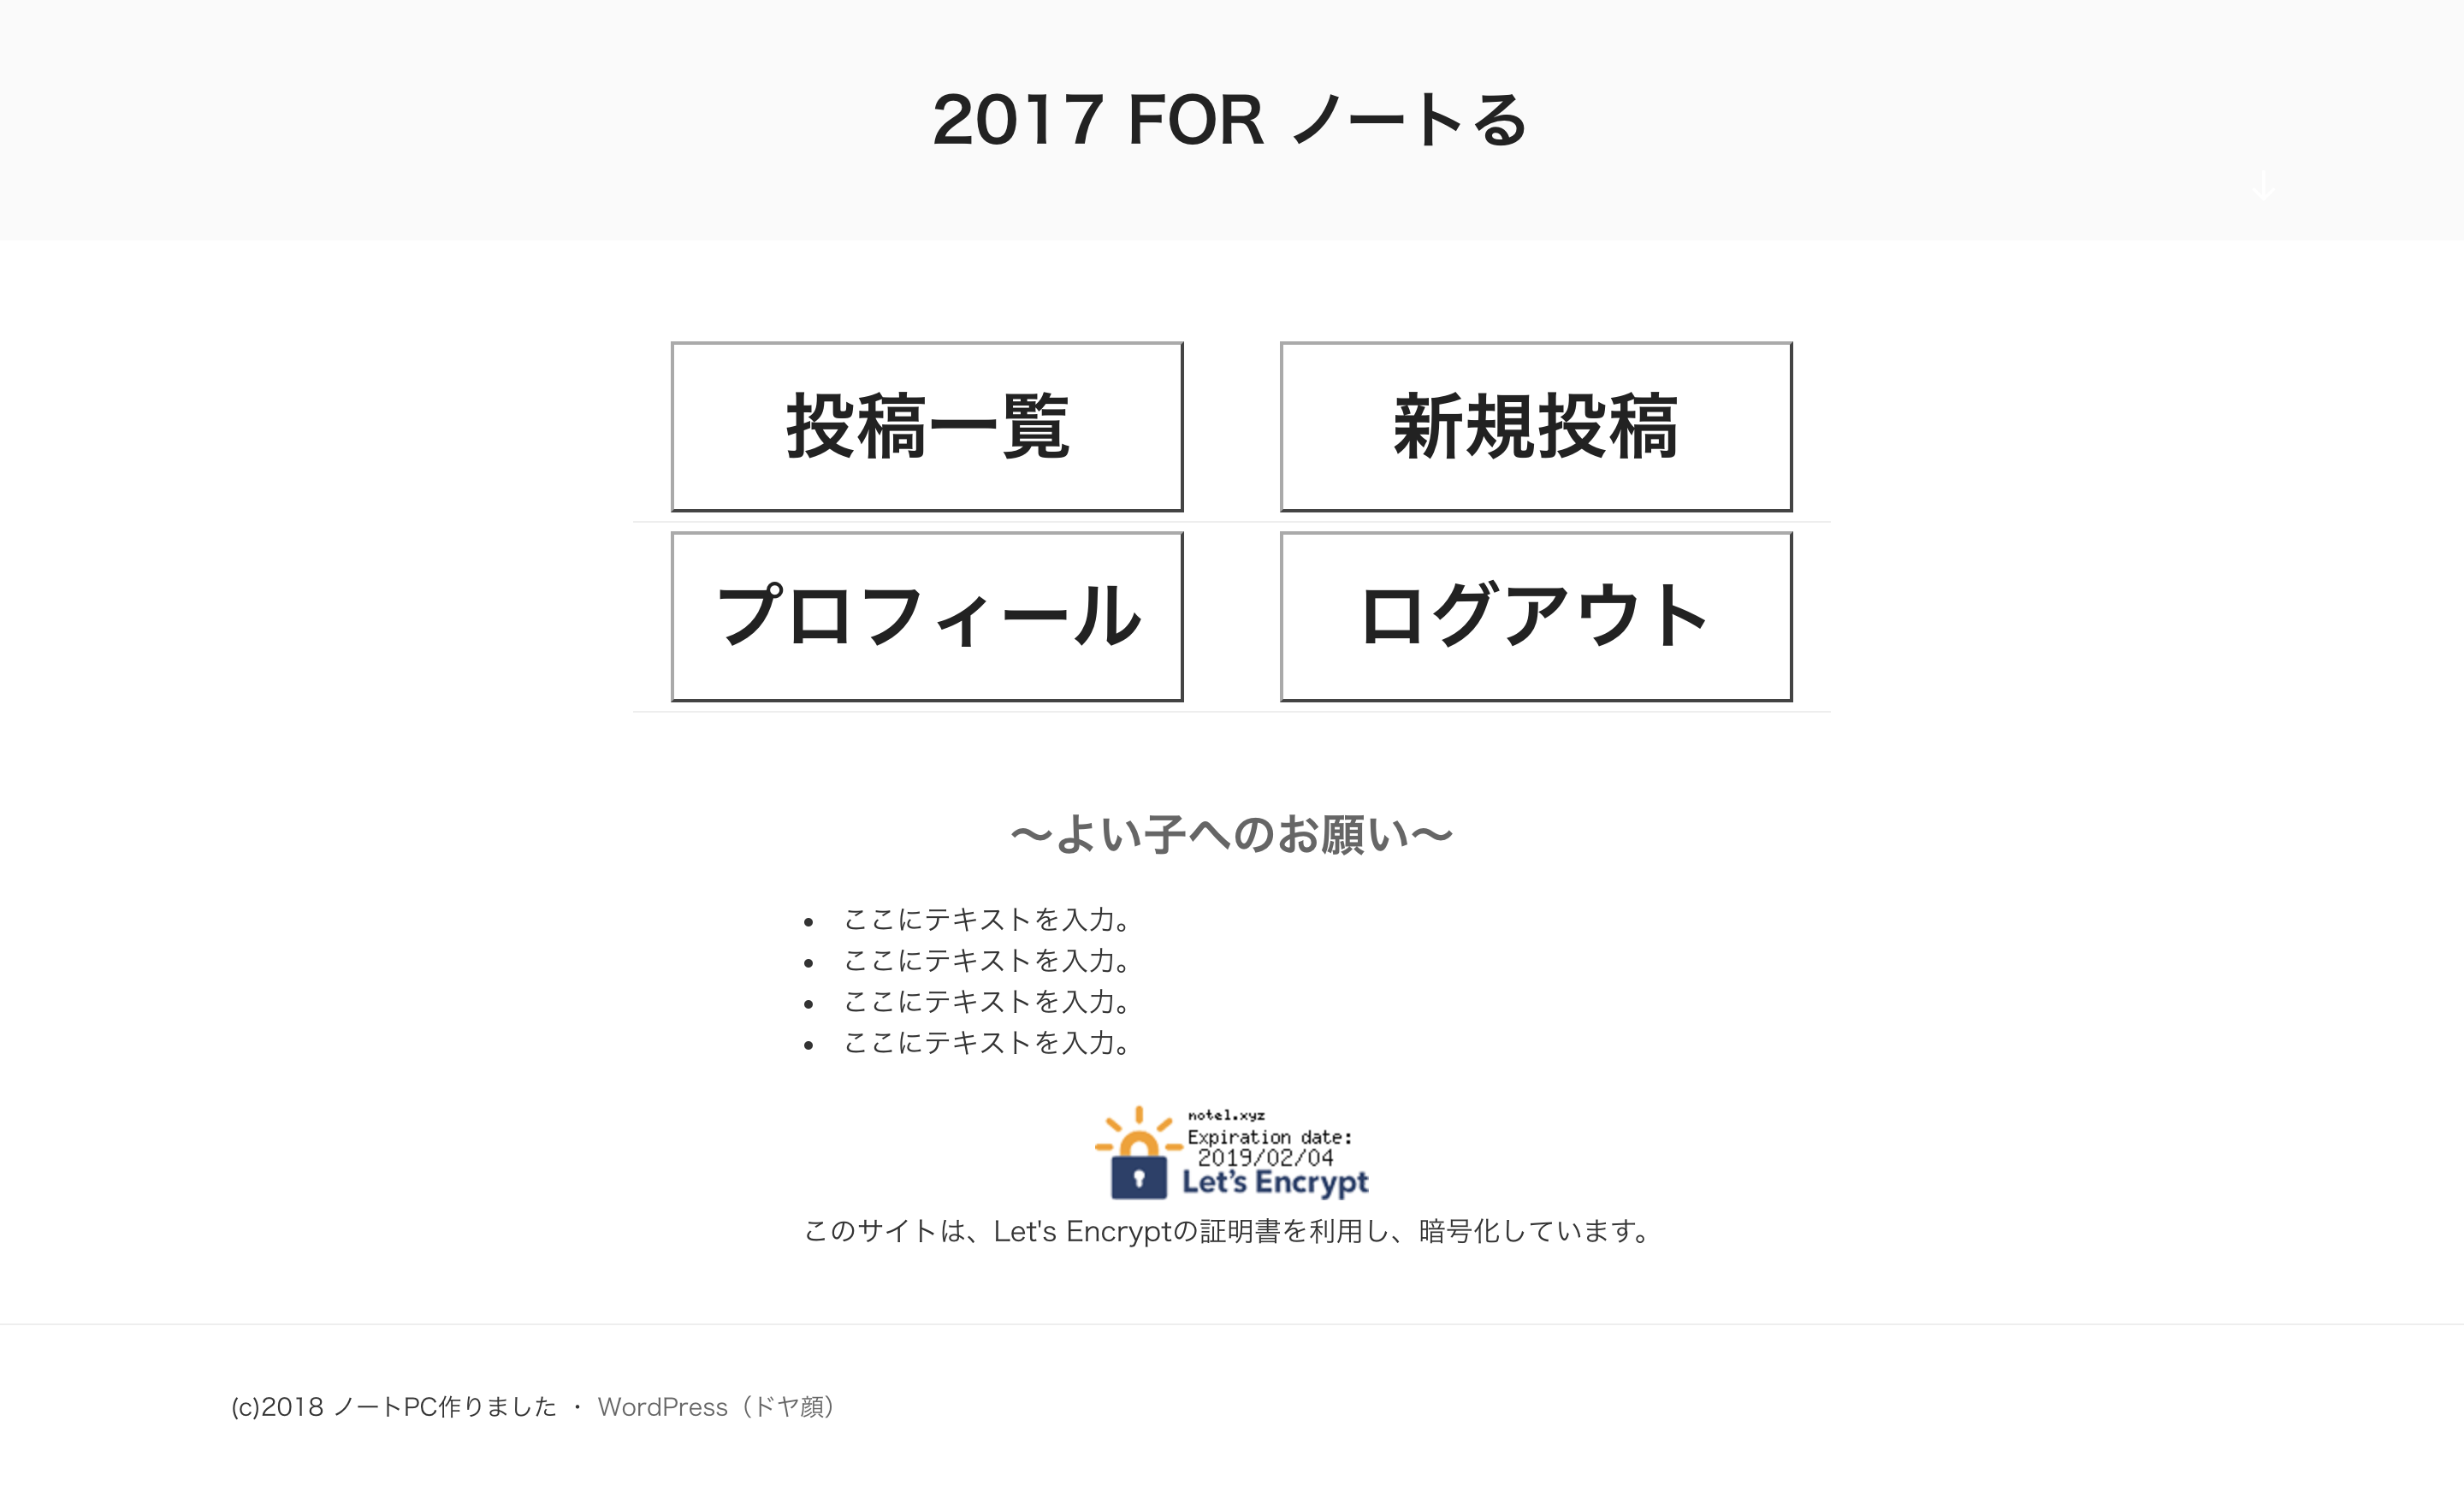 2017 FOR ノートる
投稿一覧 新規投稿
プロフィール ログアウト
〜よい子へのお願い〜
• ここにテキストを入力。
• ここにテキストを入力。
• ここにテキストを入力。
• ここにテキストを入力。
notel.xyz
Expiration date:
2019/02/04
Let's Encrypt
このサイトは、Let's Encryptの証明書を利用し、暗号化しています。
(c)2018 ノートPC作りました ・ WordPress（ドヤ顔）